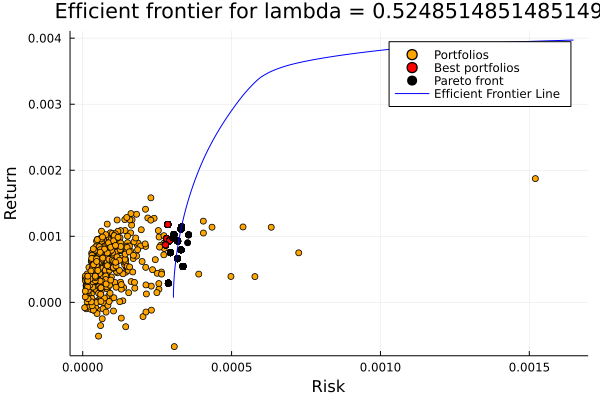 Efficient frontier for lambda = 0.5248514851485149
0.004
0.003
0.002
0.001
0.000
Return
Portfolios
Best portfolios
Pareto front
Efficient Frontier Line
0.0000
0.0005
0.0010
0.0015
Risk